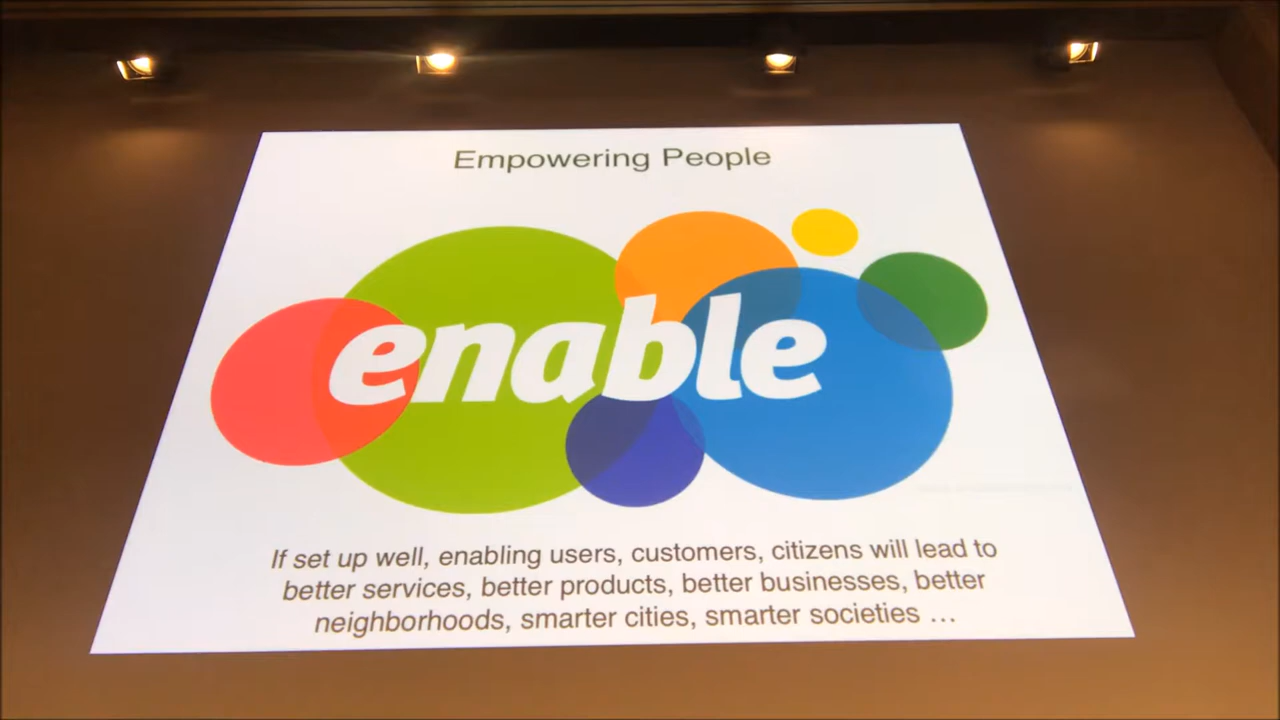 Empowering People
enable
If set up well, enabling users, customers, citizens will lead to
better services, better products, better businesses, better
neighborhoods, smarter cities, smarter societies …